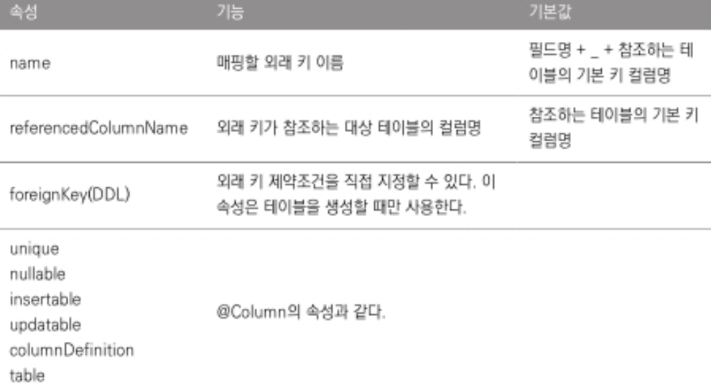 속성 기능 기본값
name 매핑할 외래 키 이름 필드명 + _ + 참조하는 테
이블의 기본 키 컬럼명
referencedColumnName 외래 키가 참조하는 대상 테이블의 컬럼명 참조하는 테이블의 기본 키
컬럼명
foreignKey(DDL) 외래 키 제약조건을 직접 지정할 수 있다. 이
속성은 테이블을 생성할 때만 사용한다.
unique
nullable
insertable
updatable
columnDefinition
table
@Column의 속성과 같다.